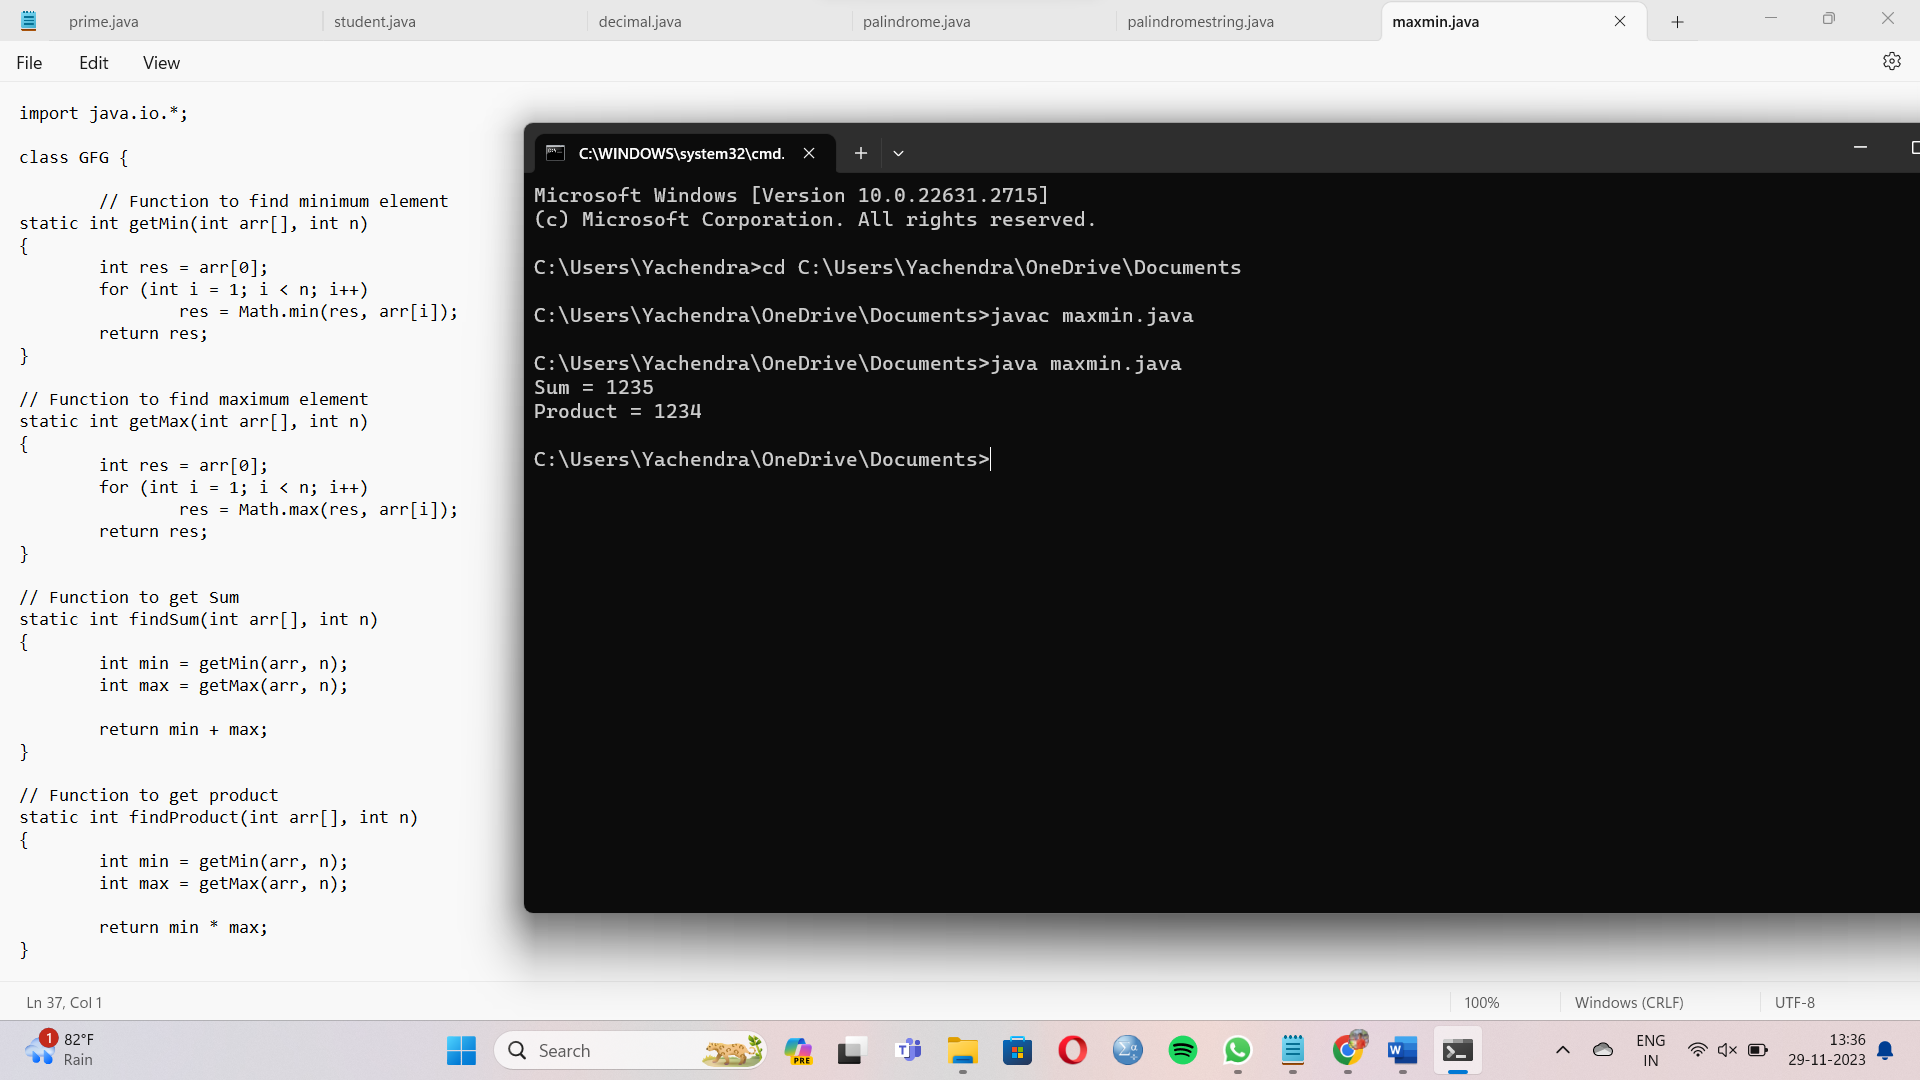 prime.java student.java decimal.java palindrome.java palindromestring.java maxmin.java
File Edit View
import java.io.*;
class GFG {
// Function to find minimum element
static int getMin(int arr[], int n)
{
int res = arr[0];
for (int i = 1; i < n; i++)
res = Math.min(res, arr[i]);
return res;
}
// Function to find maximum element
static int getMax(int arr[], int n)
{
int res = arr[0];
for (int i = 1; i < n; i++)
res = Math.max(res, arr[i]);
return res;
}
// Function to get Sum
static int findSum(int arr[], int n)
{
int min = getMin(arr, n);
int max = getMax(arr, n);
return min + max;
}
// Function to get product
static int findProduct(int arr[], int n)
{
int min = getMin(arr, n);
int max = getMax(arr, n);
return min * max;
}
C:\WINDOWS\system32\cmd.
Microsoft Windows [Version 10.0.22631.2715]
(c) Microsoft Corporation. All rights reserved.
C:\Users\Yachendra>cd C:\Users\Yachendra\OneDrive\Documents
C:\Users\Yachendra\OneDrive\Documents>javac maxmin.java
C:\Users\Yachendra\OneDrive\Documents>java maxmin.java
Sum = 1235
Product = 1234
C:\Users\Yachendra\OneDrive\Documents>
Ln 37, Col 1 100% Windows (CRLF) UTF-8
1
82°F
Rain
Search
PRE
ENG
IN
13:36
29-11-2023